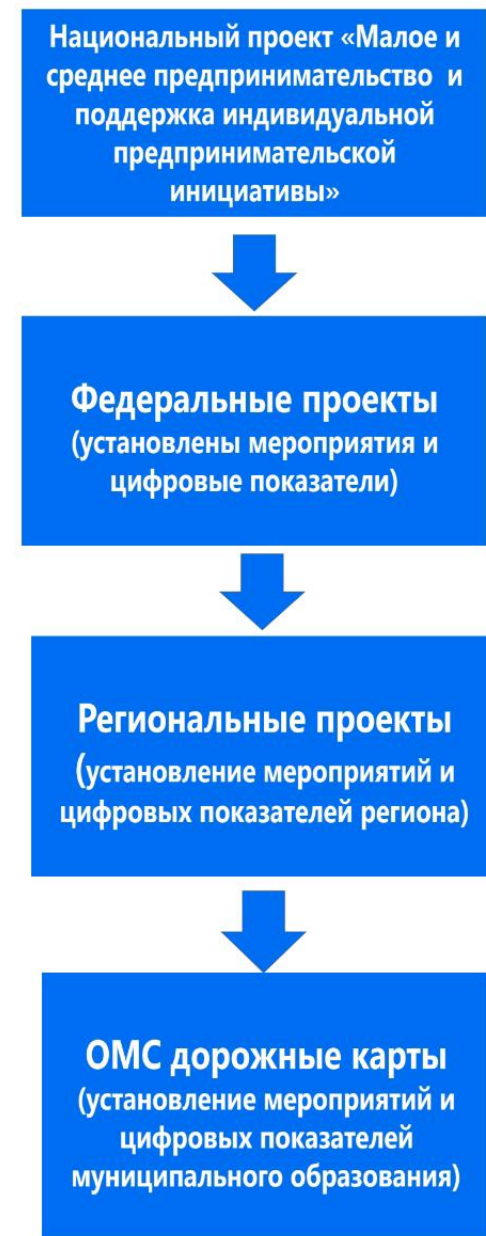 Национальный проект «Малое и
среднее предпринимательство и
поддержка индивидуальной
предпринимательской
инициативы»
Федеральные проекты
(установлены мероприятия и
цифровые показатели)
Региональные проекты
(установление мероприятий и
цифровых показателей региона)
ОМС дорожные карты
(установление мероприятий и
цифровых показателей
муниципального образования)